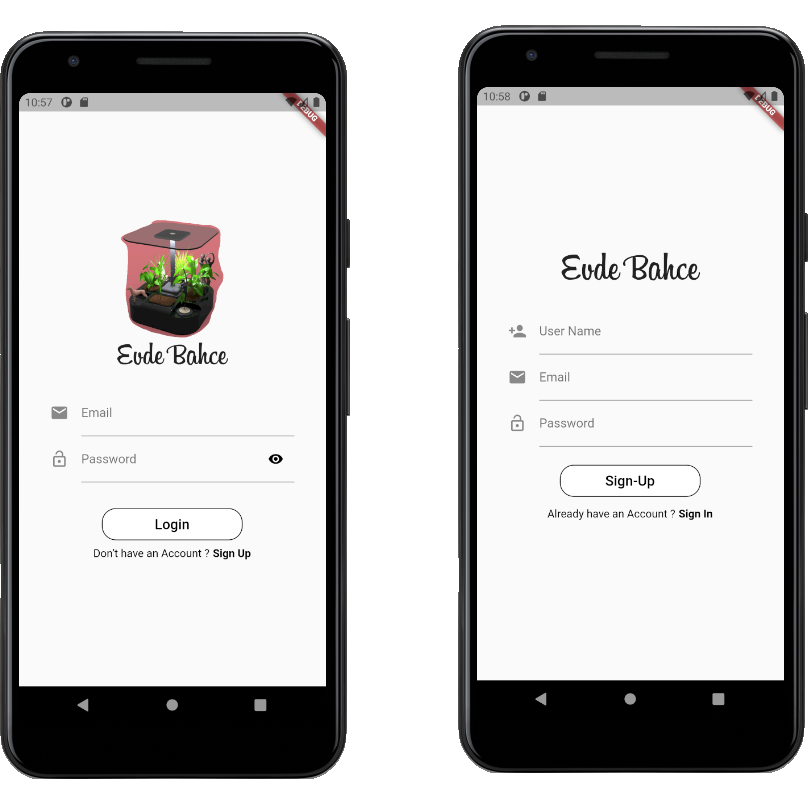 10:57
DEBUG
Evde Bahce
Email
Password
Login
Don't have an Account ? Sign Up
10:58
DEBUG
Evde Bahce
User Name
Email
Password
Sign-Up
Already have an Account ? Sign In